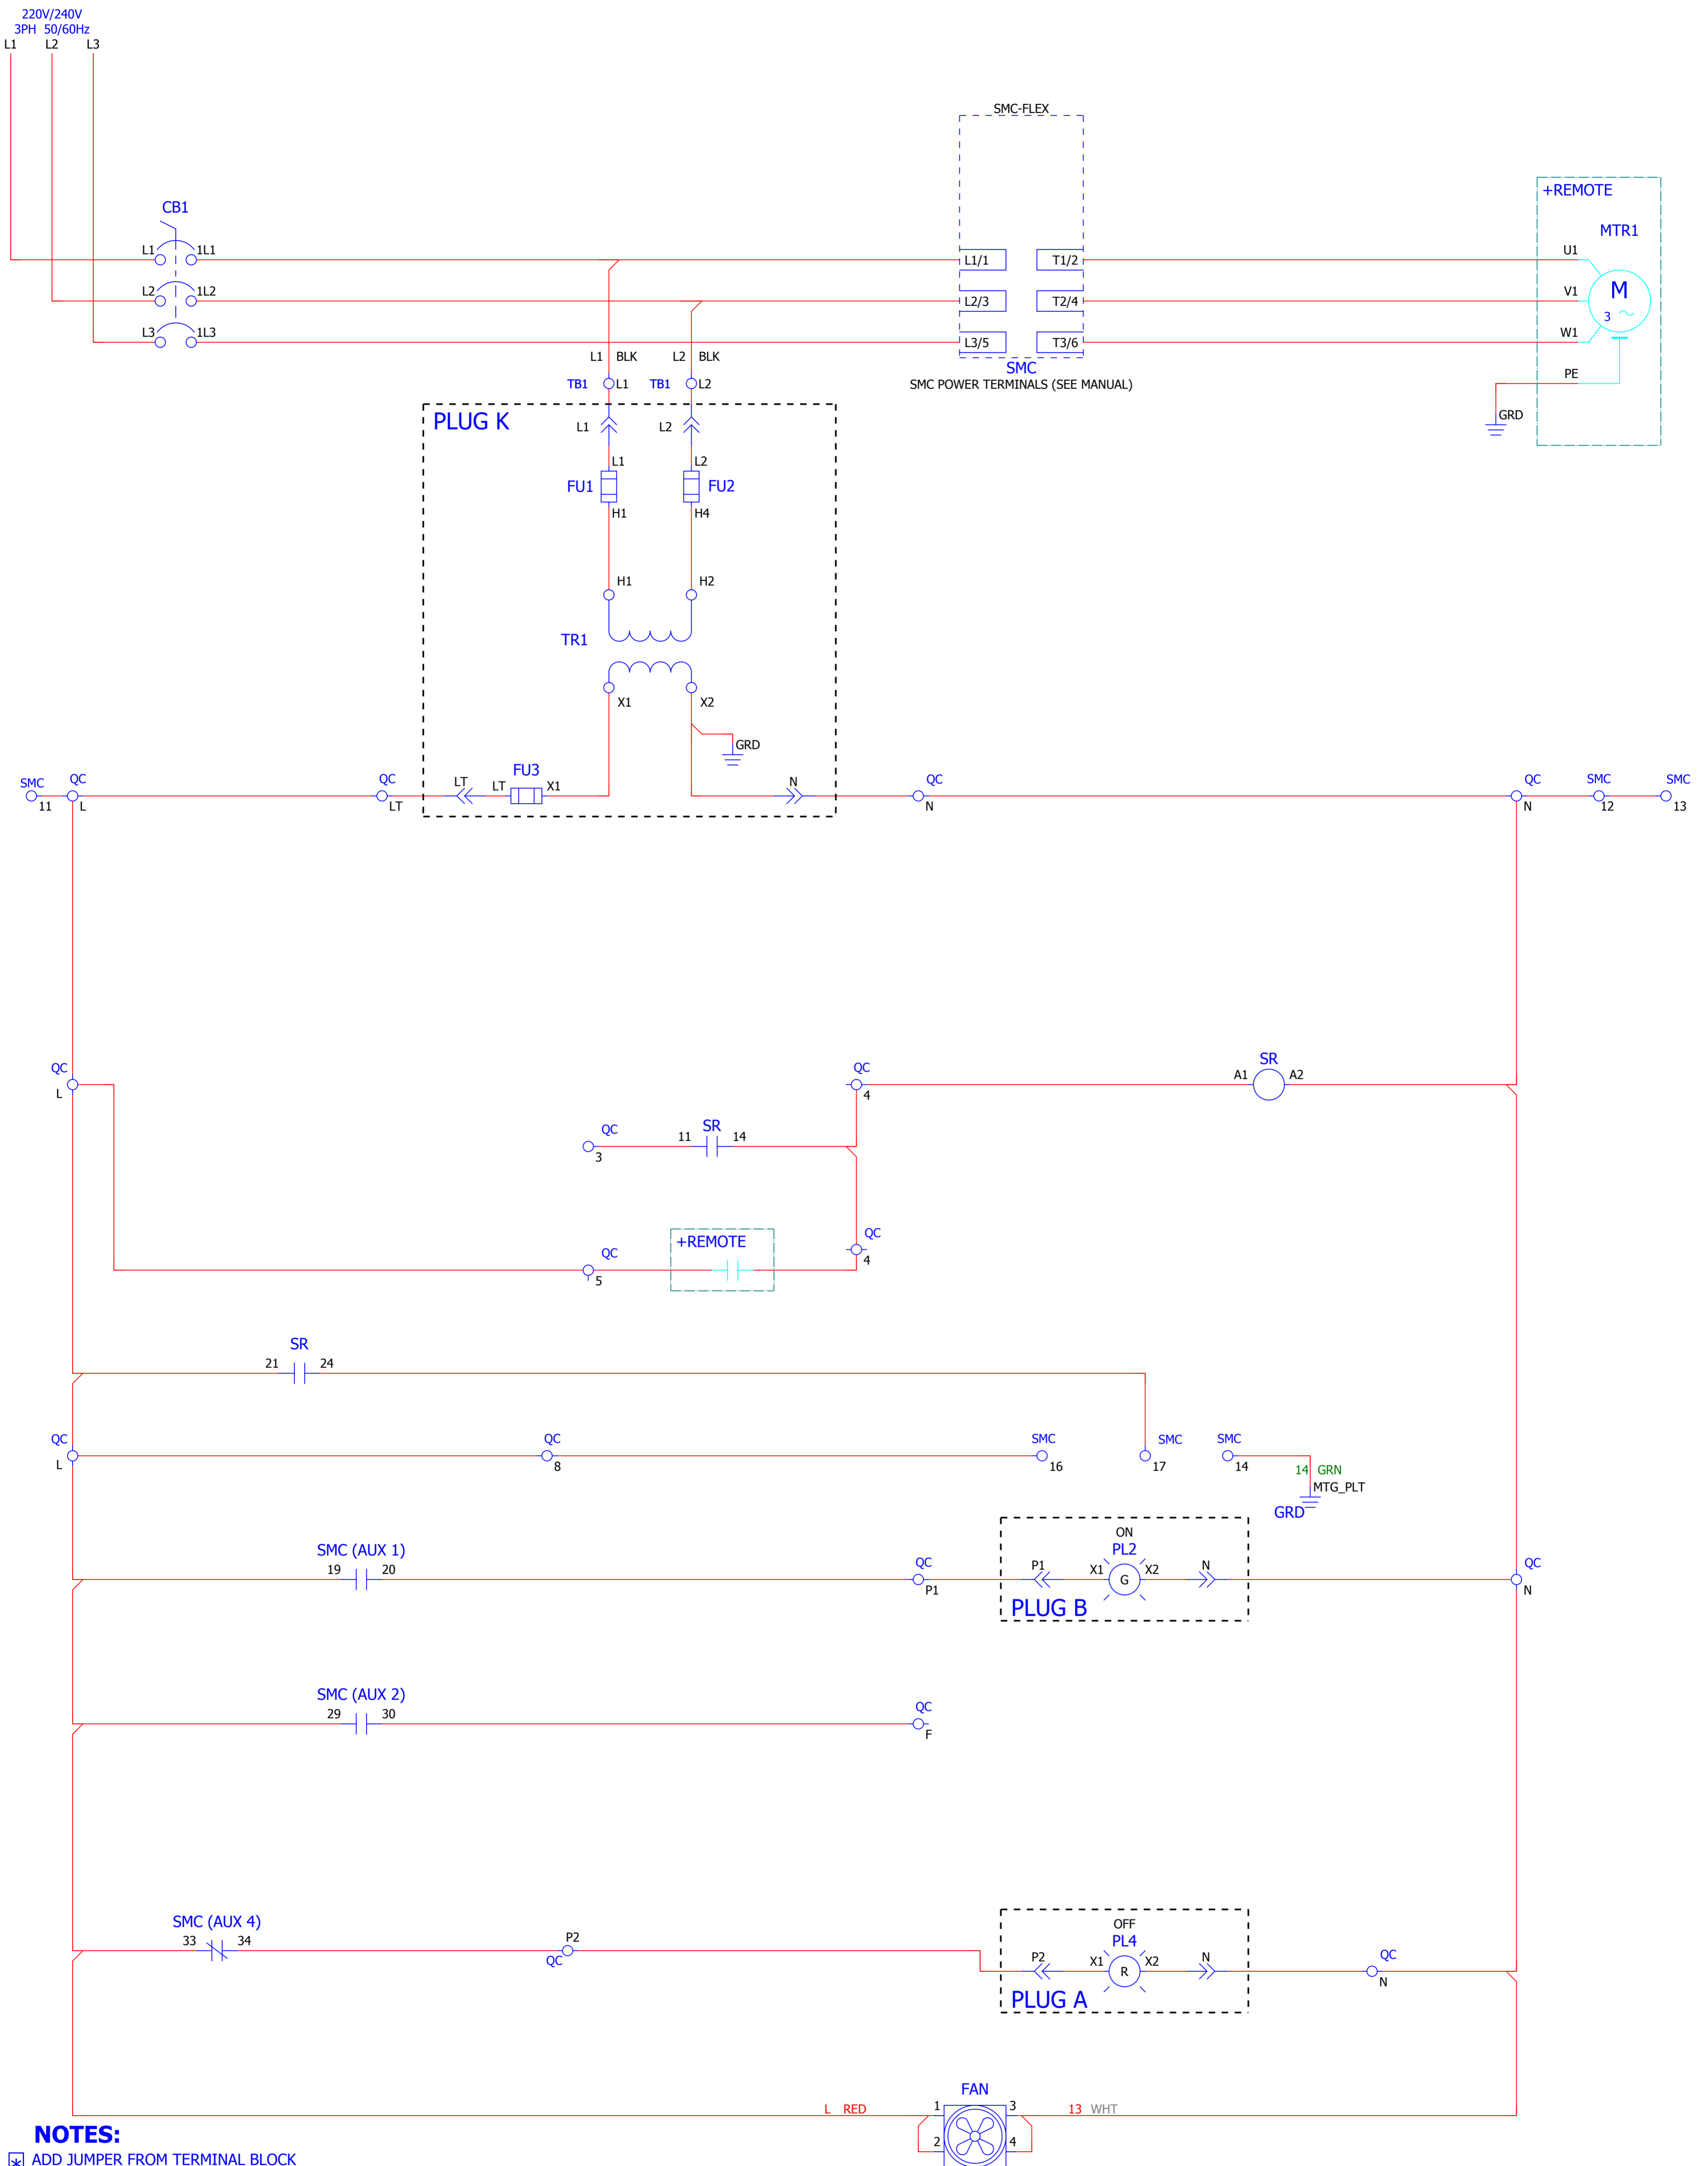 220V/240V
3PH 50/60Hz
L1 L2 L3
SMC-FLEX
+REMOTE
CB1
MTR1
L1 1L1
L1/1 T1/2
U1
L2 1L2
L2/3 T2/4
V1
M
3
L3 1L3
L3/5 T3/6
W1
L1 BLK L2 BLK
SMC
SMC POWER TERMINALS (SEE MANUAL)
TB1 L1 TB1 L2
PE
GRD
PLUG K
L1 L2
L1 L2
FU1 FU2
H1 H4
H1 H2
TR1
X1 X2
GRD
SMC QC QC LT LT FU3 X1 N QC QC SMC SMC
11 L LT N N 12 13
QC QC SR
L 4 A1 A2
QC 11 SR 14
3
+REMOTE QC
QC 4
5
SR
21 24
QC QC SMC SMC SMC
L 8 16 17 14
14 GRN
MTG_PLT
GRD
SMC (AUX 1)
19 20
ON
PL2
QC P1 X1 G X2 N QC
P1 N
PLUG B
SMC (AUX 2)
29 30
QC
F
SMC (AUX 4)
33 34
P2
QC
OFF
PL4
P2 X1 R X2 N QC
N
PLUG A
FAN
L RED 1 3 13 WHT
2 4
NOTES:
* ADD JUMPER FROM TERMINAL BLOCK